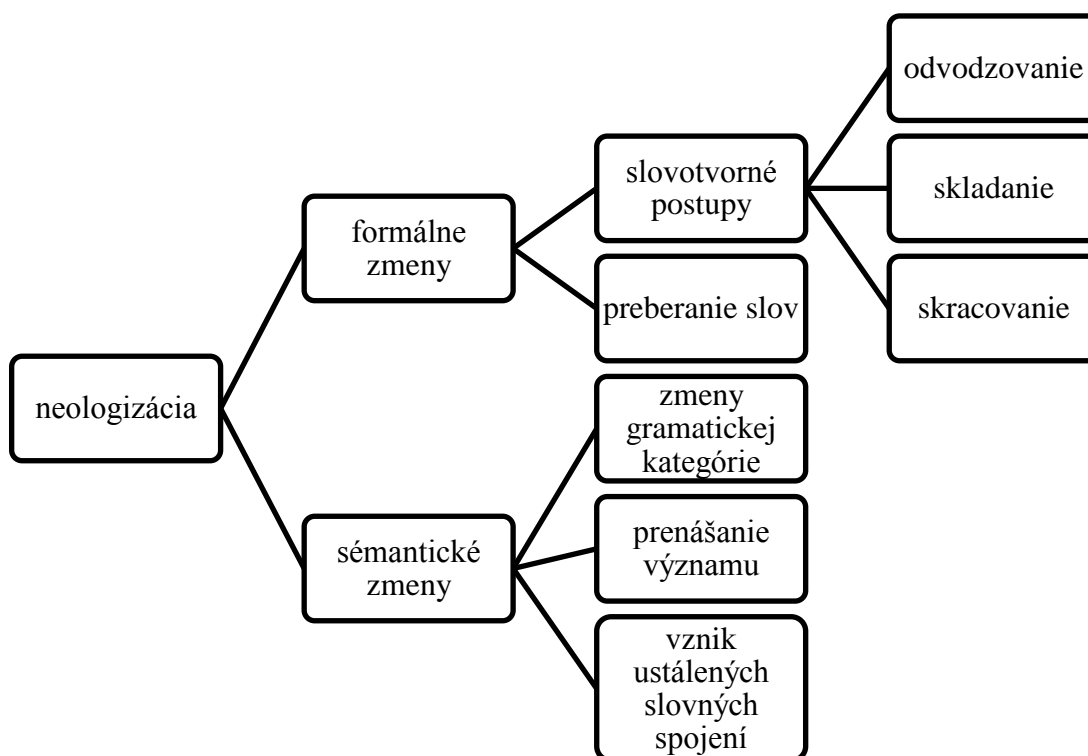 neologizácia
formálne
zmeny
slovotvorné
postupy
odvodzovanie
skladanie
skracovanie
preberanie slov
sémantické
zmeny
zmeny
gramatickej
kategórie
prenášanie
významu
vznik
ustálených
slovných
spojení